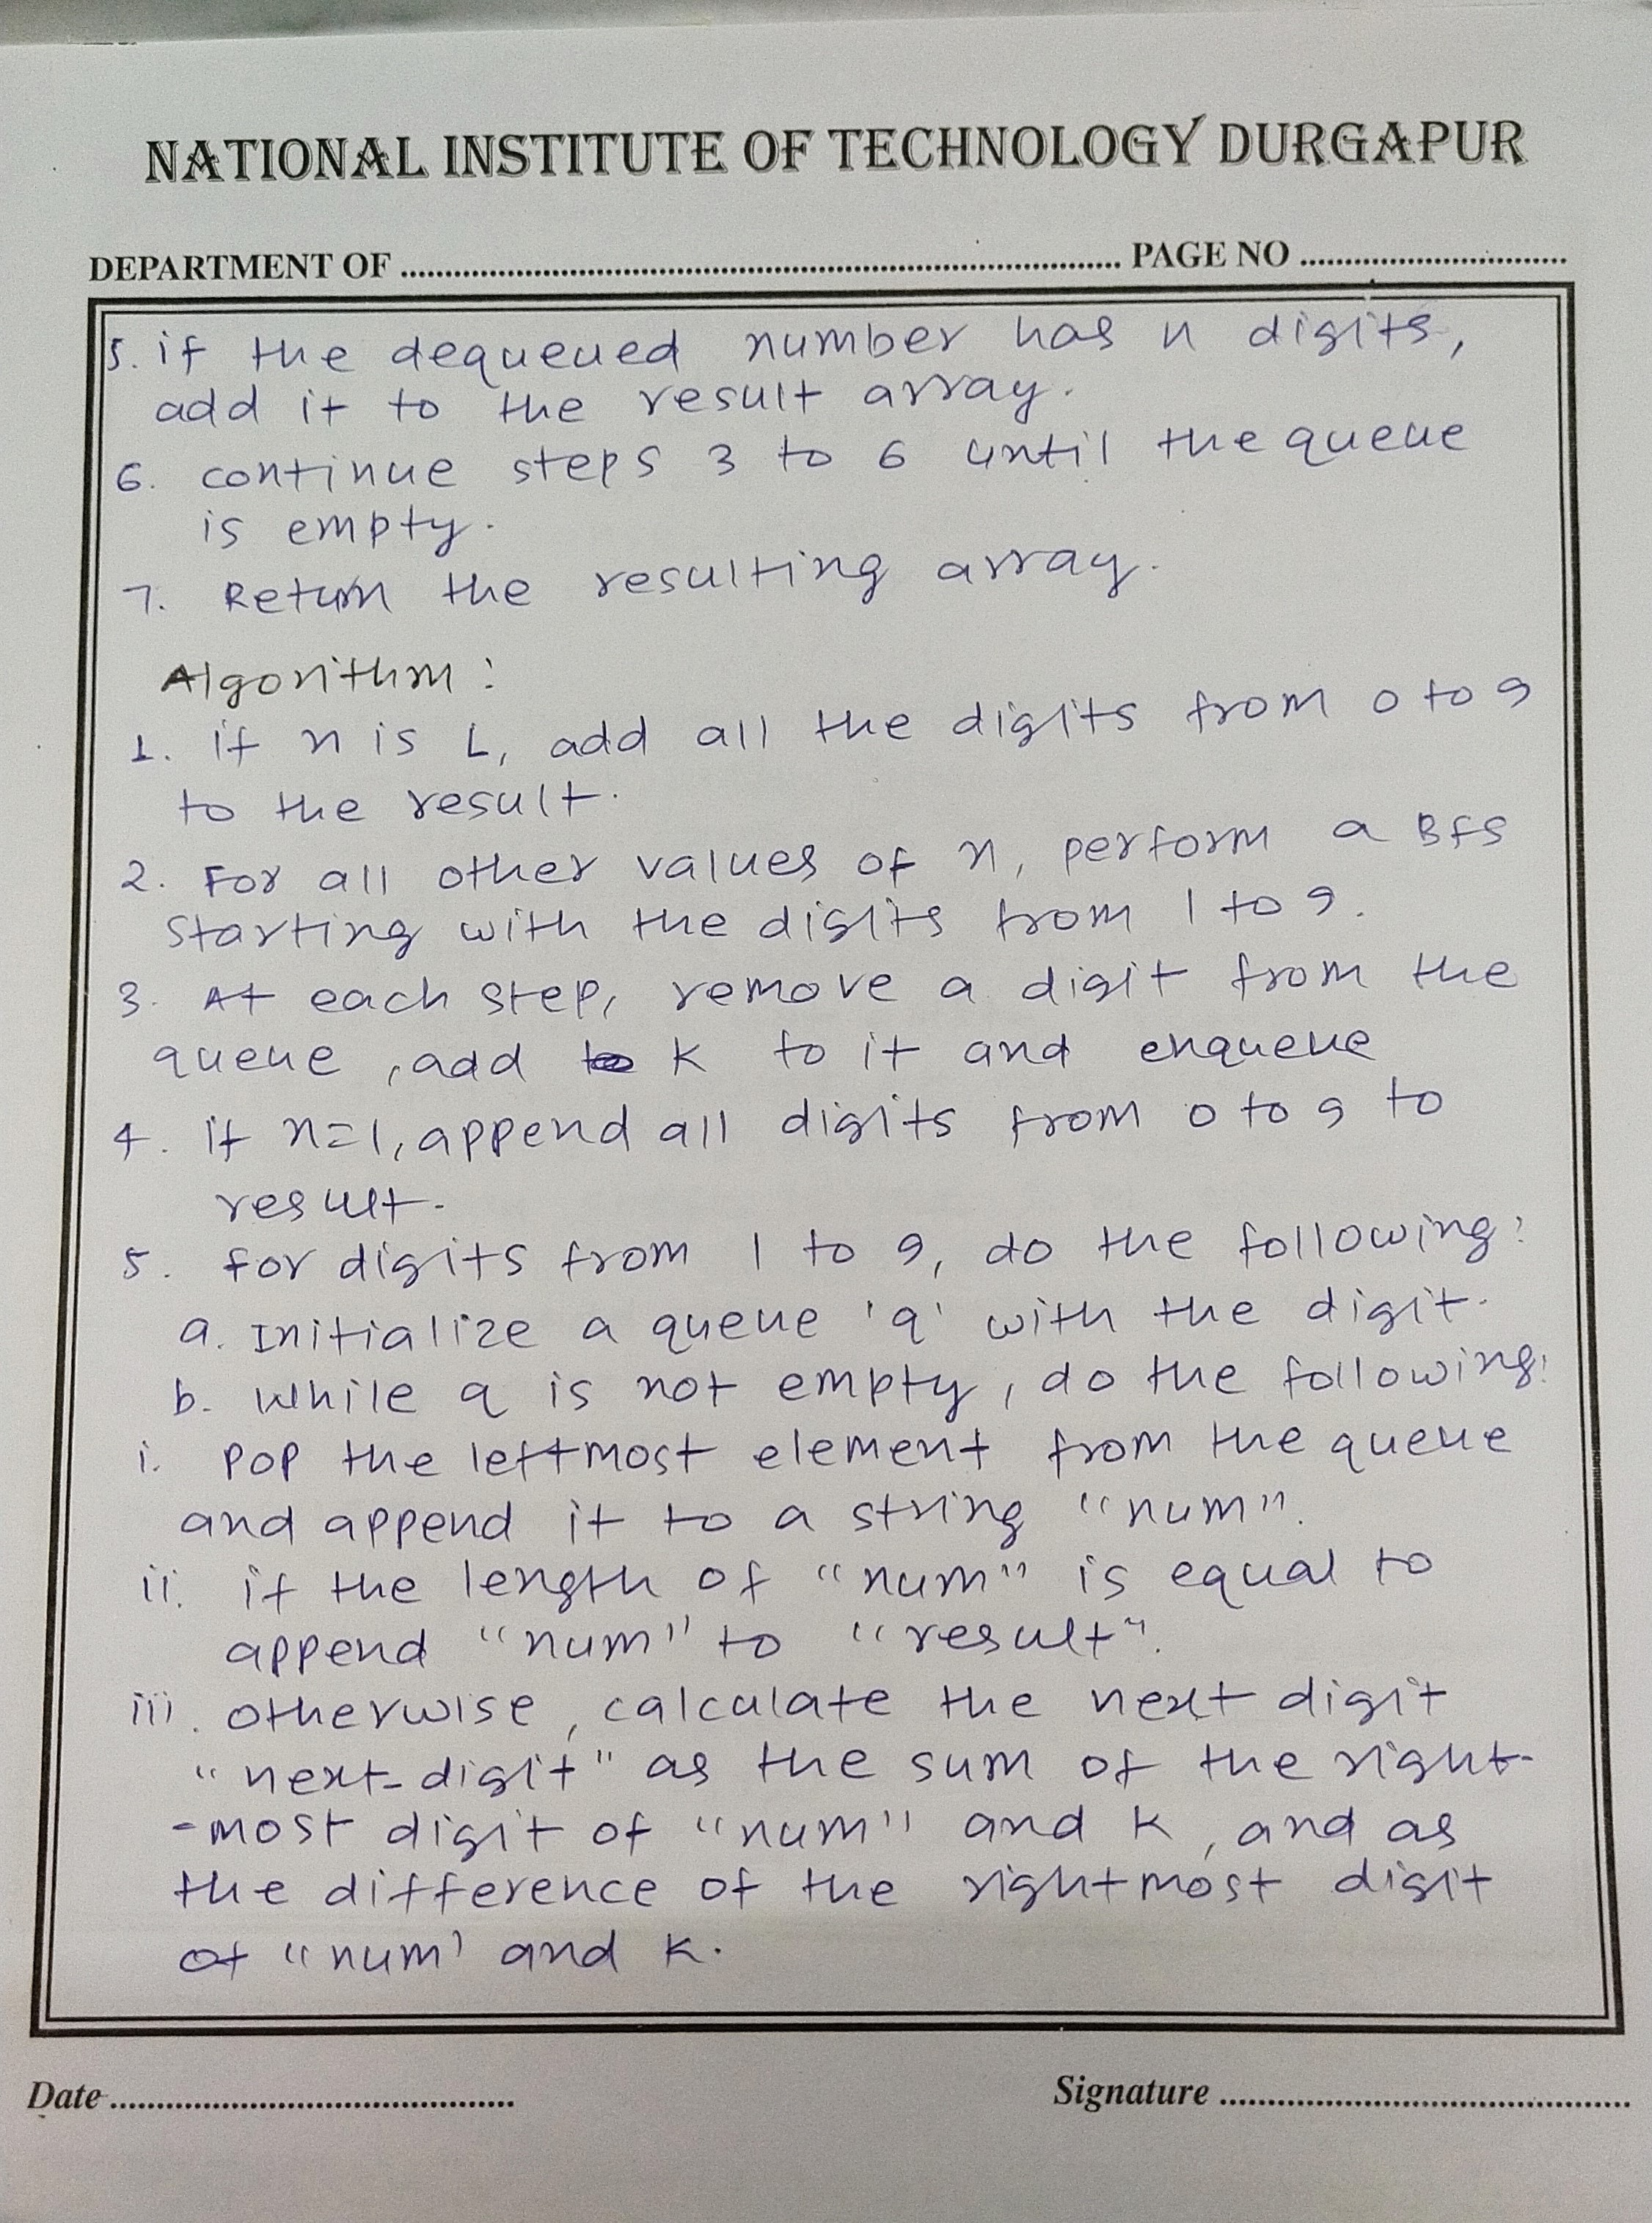 NATIONAL INSTITUTE OF TECHNOLOGY DURGAPUR
DEPARTMENT OF ........................ PAGE NO ............
5. if the dequeued number has n digits,
add it to the result array.
6. continue steps 3 to 6 until the queue
is empty.
7. Return the resulting array.
Algorithm :
1. if n is 1, add all the digits from 0 to 9
to the result.
2. For all other values of n, perform a BFS
starting with the digits from 1 to 9.
3. At each step, remove a digit from the
queue, add K to it and enqueue
4. if n=1, append all digits from 0 to 9 to
result.
5. for digits from 1 to 9, do the following:
a. Initialize a queue 'q' with the digit.
b. While q is not empty, do the following:
i. Pop the leftmost element from the queue
and append it to a string "num".
ii. if the length of "num" is equal to
append "num" to "result".
iii. otherwise, calculate the next digit
"next_digit" as the sum of the right-
-most digit of "num" and K, and as
the difference of the rightmost digit
of "num' and K.
Date ........................ Signature ........................